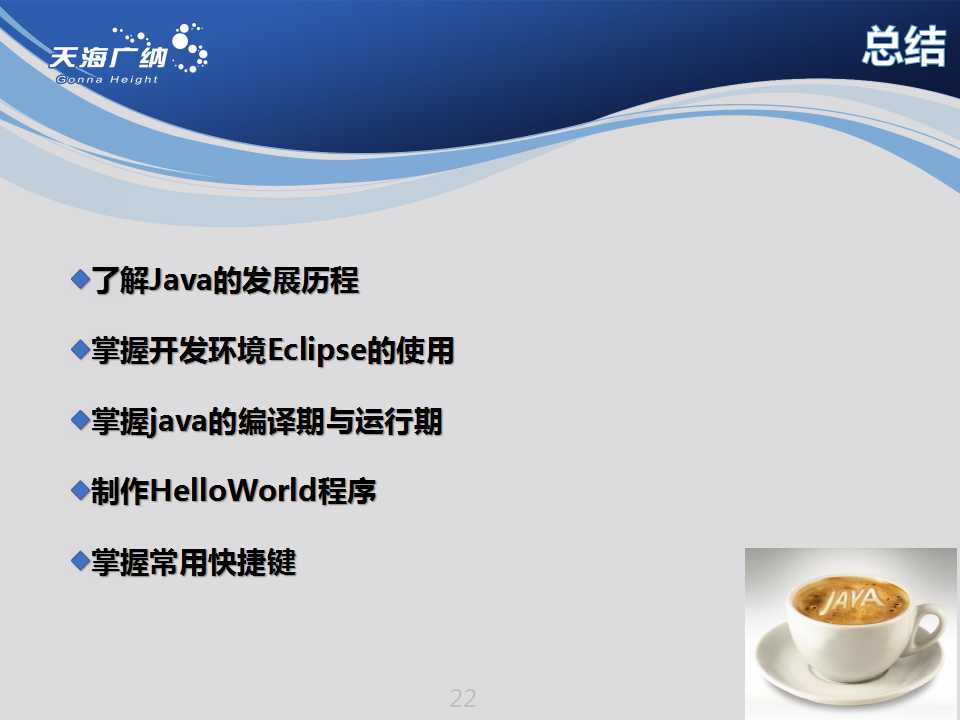 天海广纳
Gonna Height
总结
了解Java的发展历程
掌握开发环境Eclipse的使用
掌握java的编译期与运行期
制作HelloWorld程序
掌握常用快捷键
JAVA
22